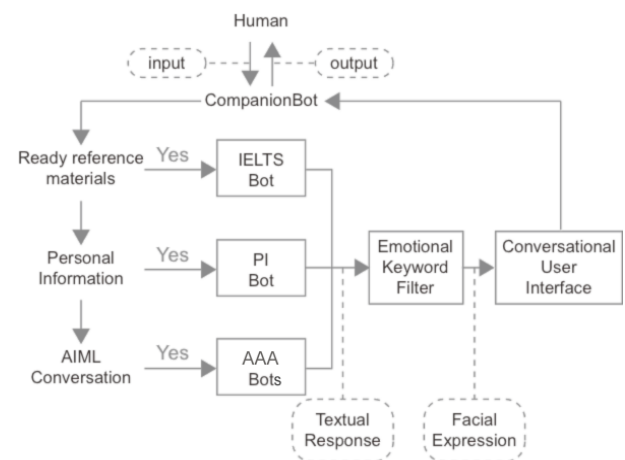 Human
input
output
CompanionBot
Ready reference
materials
Yes
IELTS
Bot
Personal
Information
Yes
PI
Bot
Emotional
Keyword
Filter
Conversational
User
Interface
AIML
Conversation
Yes
AAA
Bots
Textual
Response
Facial
Expression